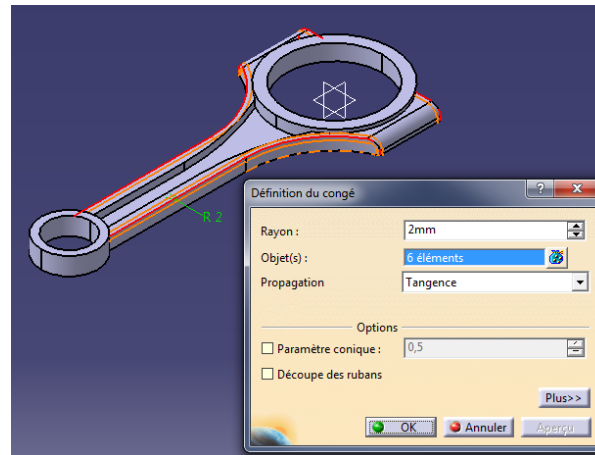 R 2
Définition du congé
?
X
Rayon :
2mm
Objet(s) :
6 éléments
Propagation
Tangence
Options
Paramètre conique :
0,5
Découpe des rubans
Plus>>
OK
Annuler
Aperçu